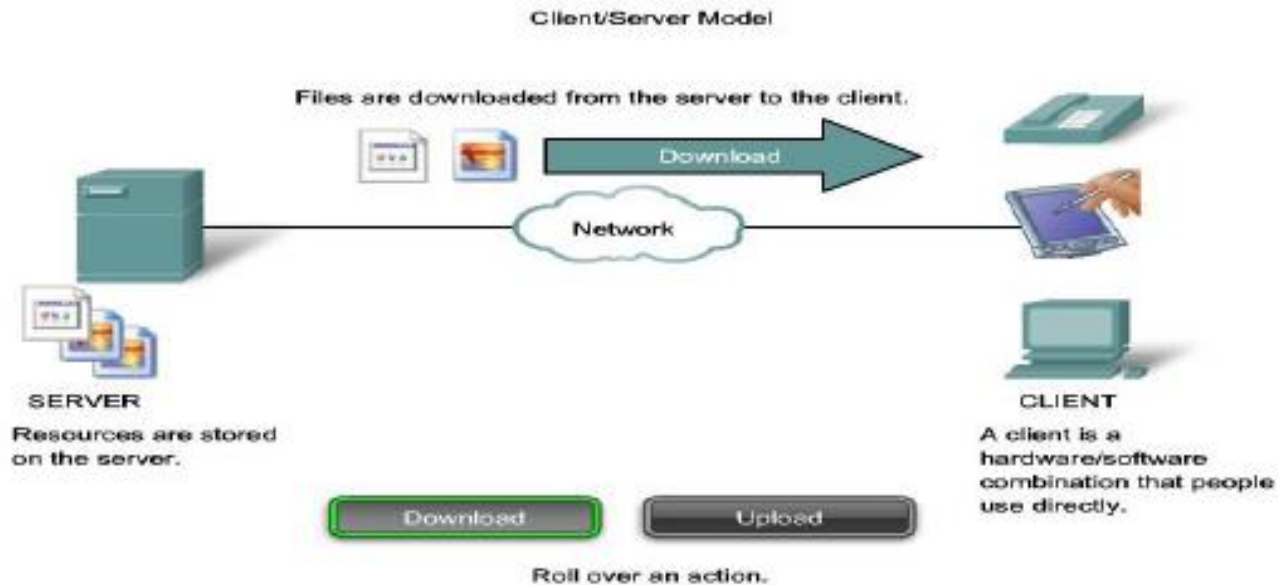 Client/Server Model
Files are downloaded from the server to the client.
Download
Network
SERVER
Resources are stored
on the server.
CLIENT
A client is a
hardware/software
combination that people
use directly.
Download
Upload
Roll over an action.